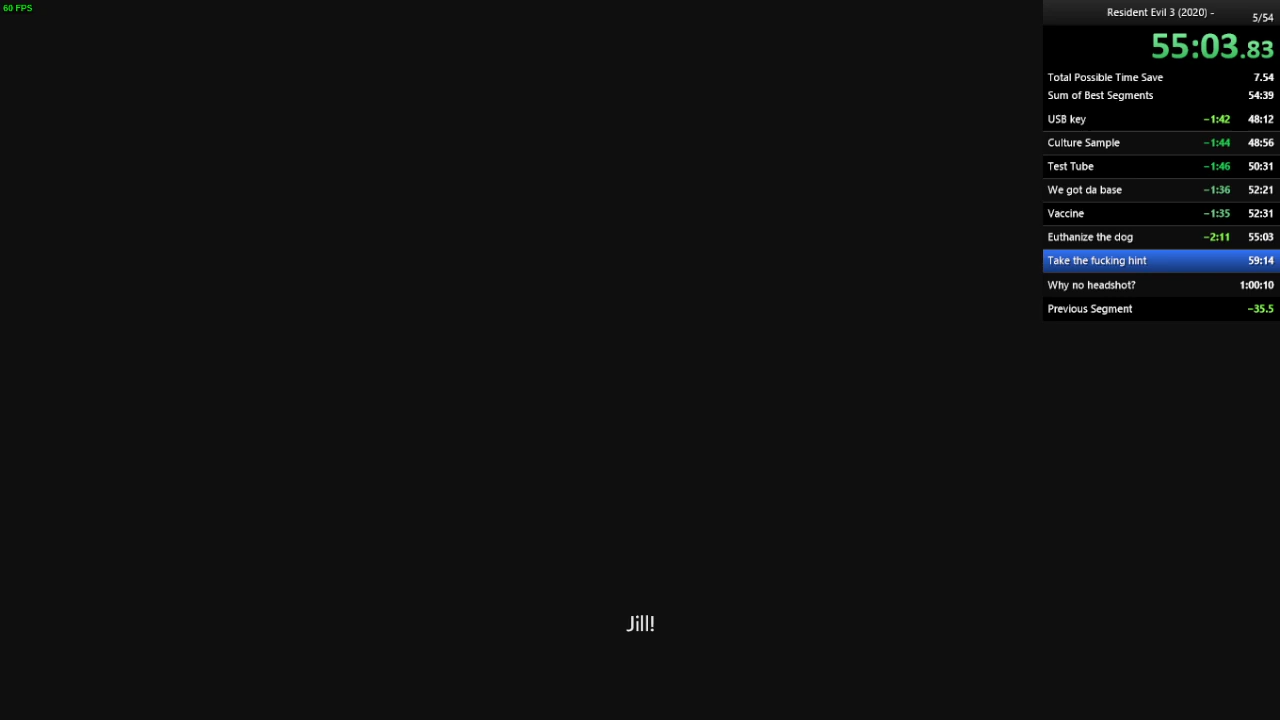 60 FPS
Resident Evil 3 (2020) -
5/54
55:03.83
Total Possible Time Save 7.54
Sum of Best Segments 54:39
USB key −1:42 48:12
Culture Sample −1:44 48:56
Test Tube −1:46 50:31
We got da base −1:36 52:21
Vaccine −1:35 52:31
Euthanize the dog −2:11 55:03
Take the fucking hint 59:14
Why no headshot? 1:00:10
Previous Segment −35.5
Jill!